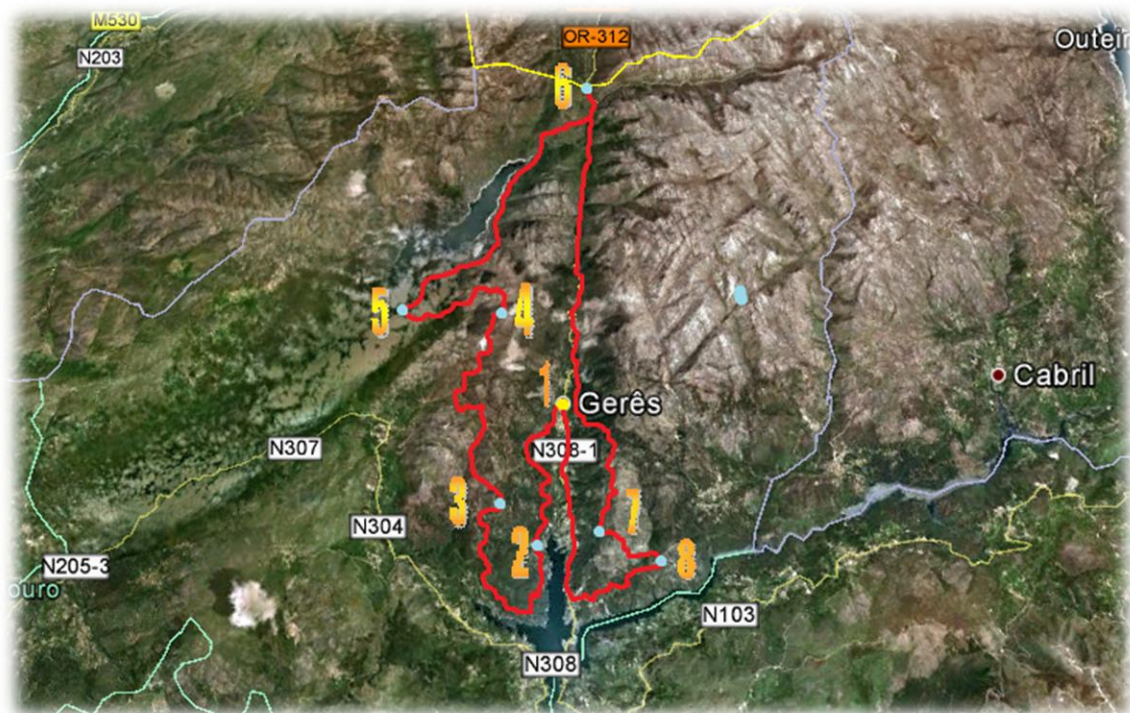 M530
OR-312
Outeir
N203
6
5
4
1
Gerês
Cabril
N307
N308-1
3
7
N304
2
8
N205-3
ouro
N103
N308